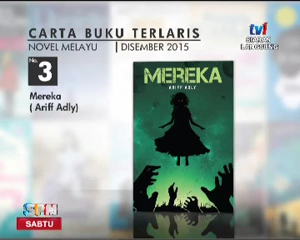 CARTA BUKU TERLARIS
NOVEL MELAYU | DISEMBER 2015
tv1
SIARAN
LANGSUNG
No.
3
Mereka
( Ariff Adly)
MEREKA
ARIFF ADLY
SABTU